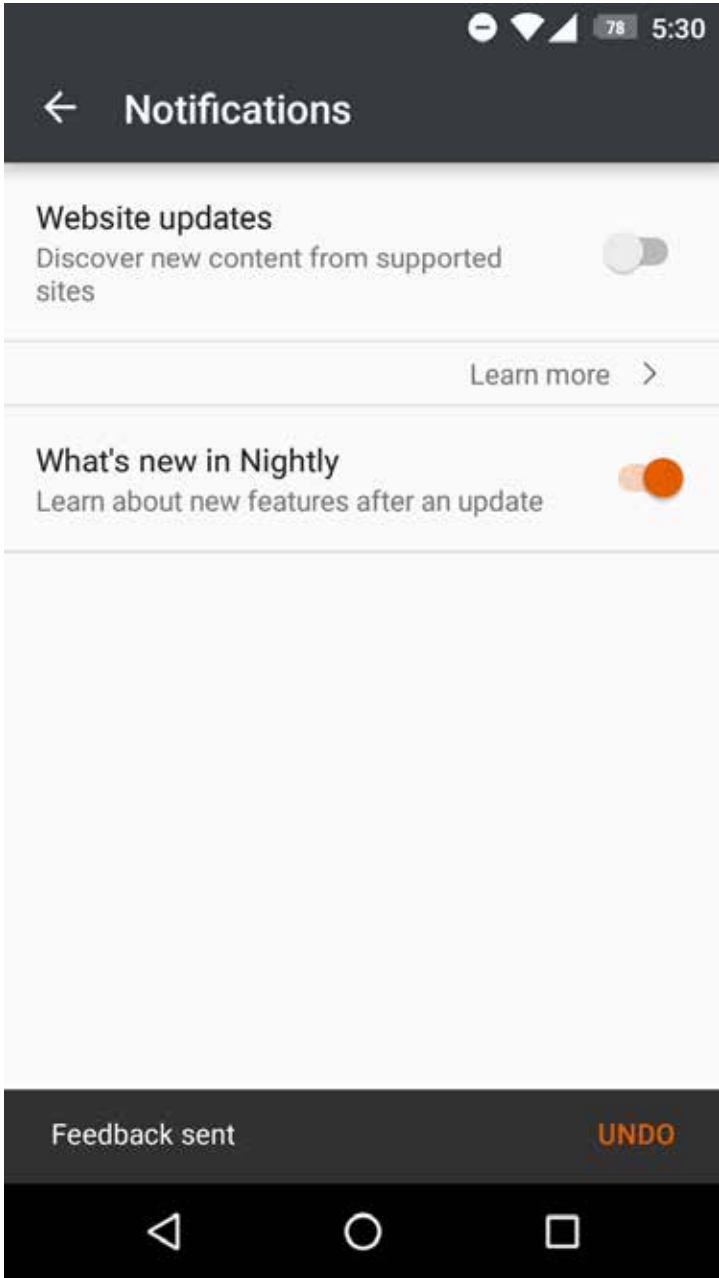 78 5:30
Notifications
Website updates
Discover new content from supported
sites
Learn more
What's new in Nightly
Learn about new features after an update
Feedback sent UNDO